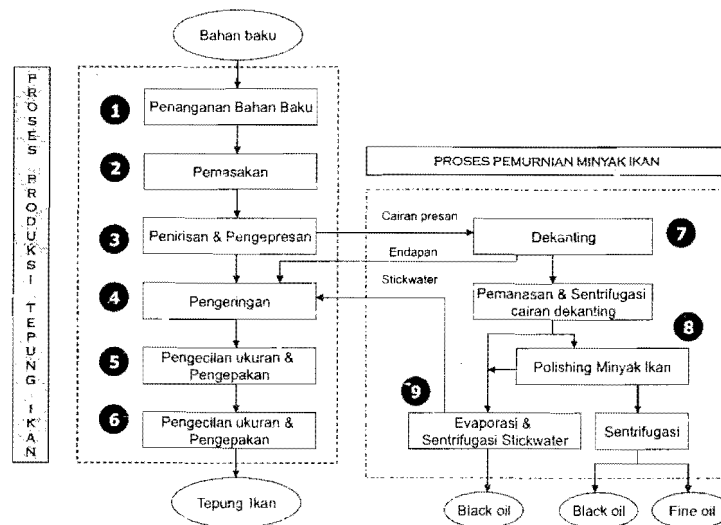 Bahan baku
PROSES PRODUKSI TEPUNG IKAN
1
Penanganan Bahan Baku
2
Pemasakan
3
Penirisan & Pengepresan
4
Pengeringan
5
Pengecilan ukuran &
Pengepakan
6
Pengecilan ukuran &
Pengepakan
Tepung Ikan
PROSES PEMURNIAN MINYAK IKAN
Cairan presan
Endapan
Stickwater
Dekanting
7
Pemanasan & Sentrifugasi
cairan dekanting
8
Polishing Minyak Ikan
9
Evaporasi &
Sentrifugasi Stickwater
Sentrifugasi
Black oil
Black oil
Fine oil